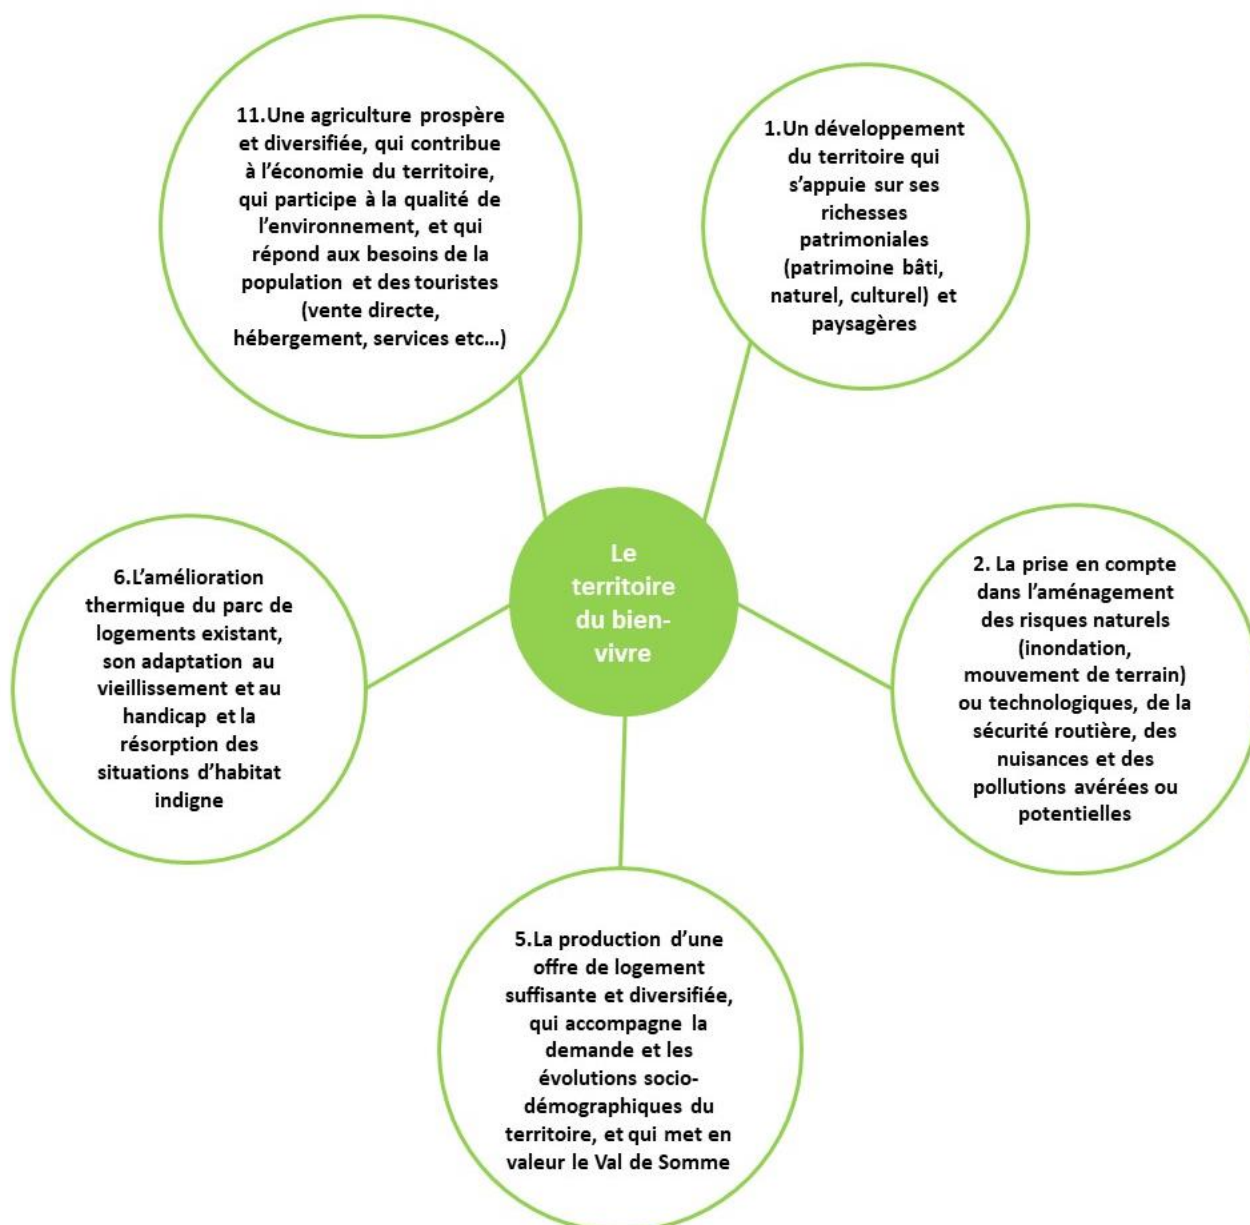 11.Une agriculture prospère
et diversifiée, qui contribue
à l’économie du territoire,
qui participe à la qualité de
l’environnement, et qui
répond aux besoins de la
population et des touristes
(vente directe,
hébergement, services etc…)
1.Un développement
du territoire qui
s’appuie sur ses
richesses
patrimoniales
(patrimoine bâti,
naturel, culturel) et
paysagères
Le
territoire
du bien-
vivre
6.L’amélioration
thermique du parc de
logements existant,
son adaptation au
vieillissement et au
handicap et la
résorption des
situations d’habitat
indigne
2. La prise en compte
dans l’aménagement
des risques naturels
(inondation,
mouvement de terrain)
ou technologiques, de la
sécurité routière, des
nuisances et des
pollutions avérées ou
potentielles
5.La production d’une
offre de logement
suffisante et diversifiée,
qui accompagne la
demande et les
évolutions socio-
démographiques du
territoire, et qui met en
valeur le Val de Somme